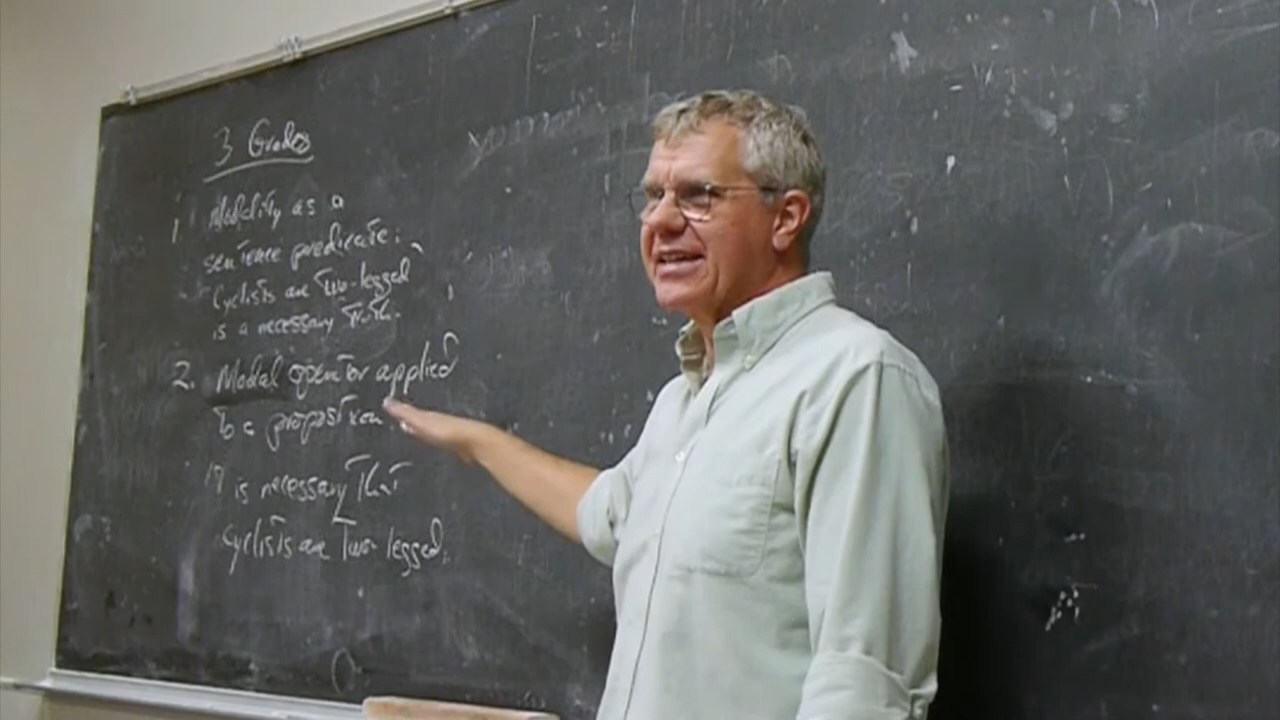 3 Grades
1. Modality as a
sentence predicate:
Cyclists are two-legged
is a necessary truth.
2. Modal operator applied
to a proposition
It is necessary that
cyclists are two-legged.